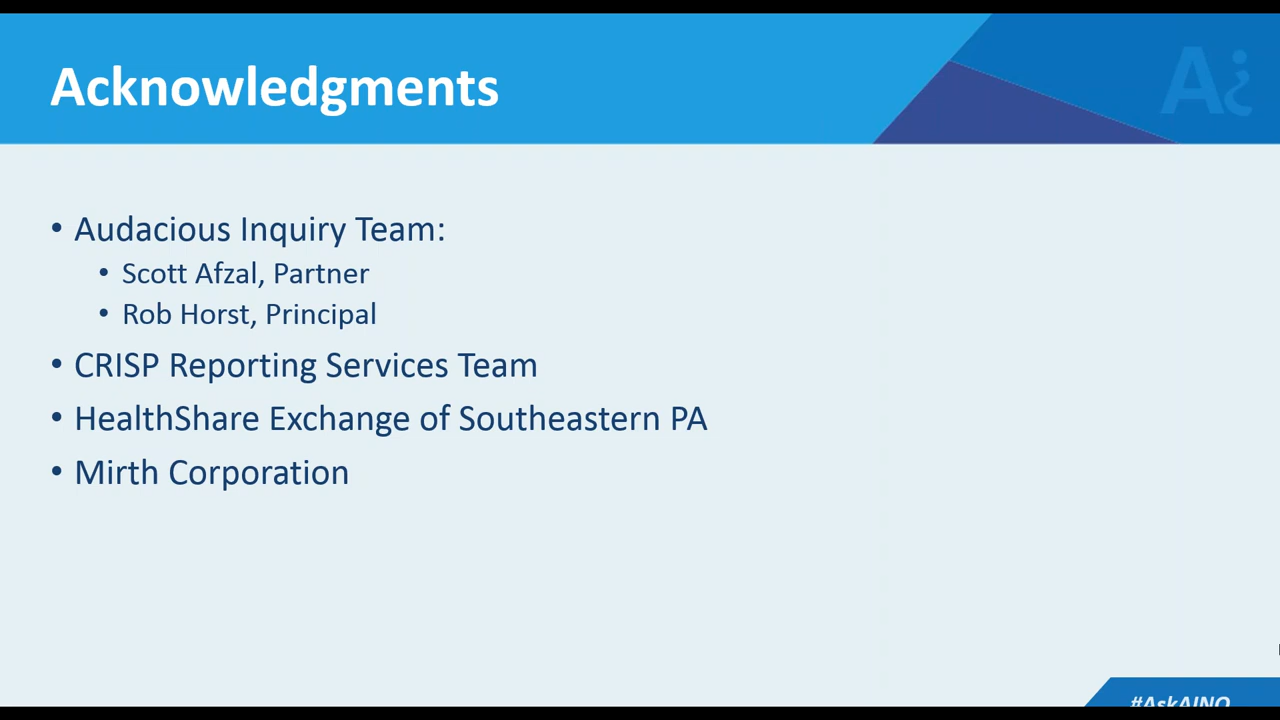 Acknowledgments
A¿
• Audacious Inquiry Team:
• Scott Afzal, Partner
• Rob Horst, Principal
• CRISP Reporting Services Team
• HealthShare Exchange of Southeastern PA
• Mirth Corporation
#AskAINQ